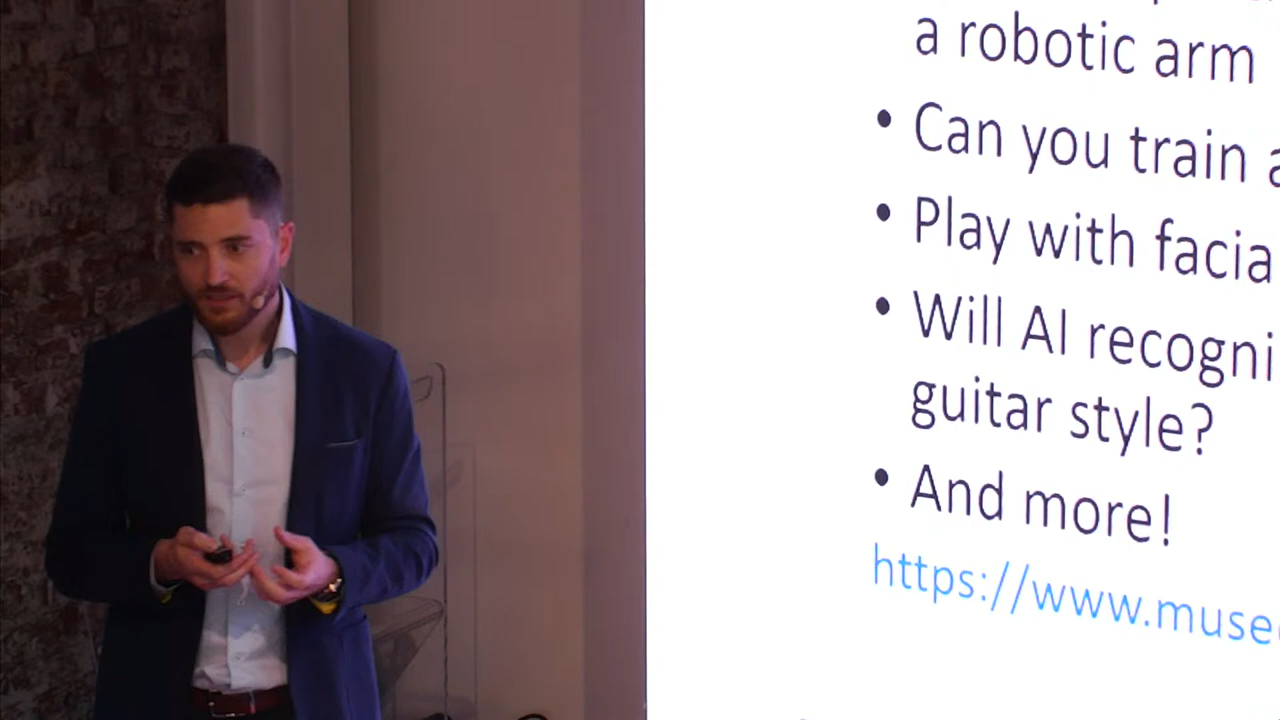 a robotic arm
• Can you train
• Play with facia
• Will AI recogni
guitar style?
• And more!
https://www.muse